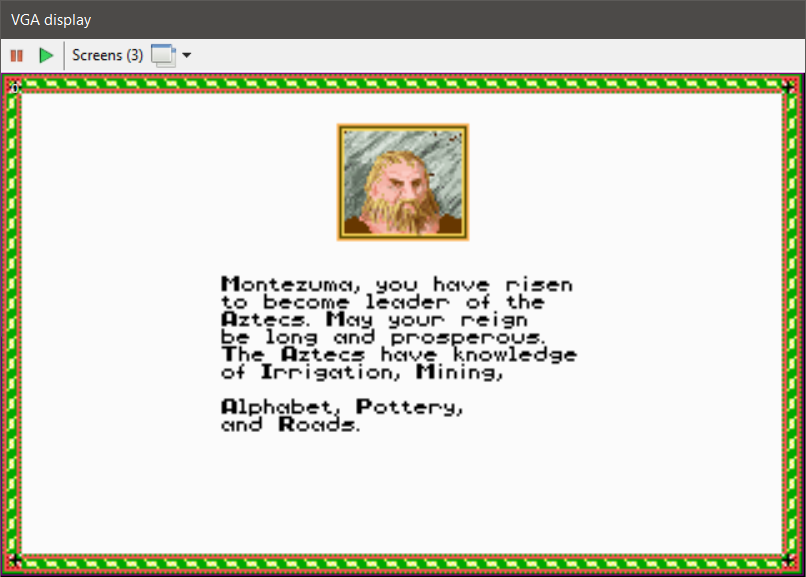 VGA display
Screens (3)
Montezuma, you have risen
to become leader of the
Aztecs. May your reign
be long and prosperous.
The Aztecs have knowledge
of Irrigation, Mining,
Alphabet, Pottery,
and Roads.